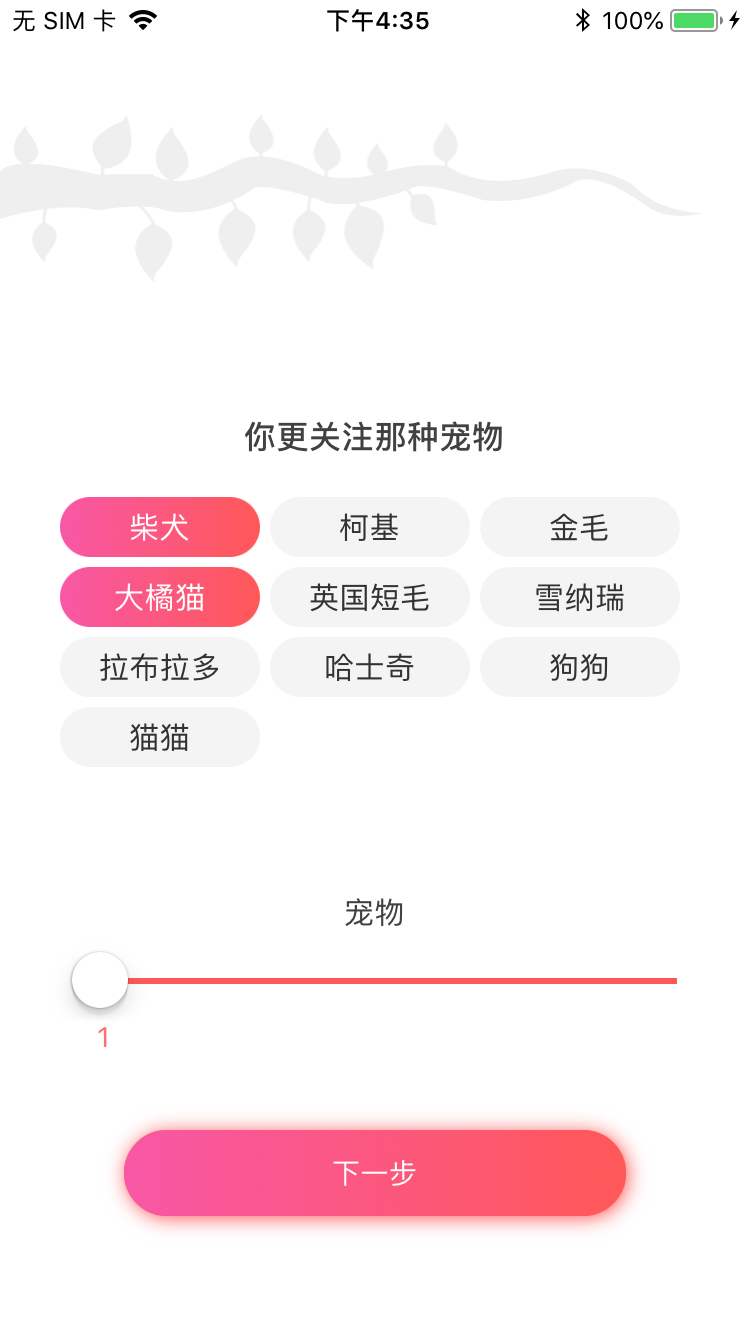 无 SIM 卡 下午4:35 100%
你更关注那种宠物
柴犬 柯基 金毛
大橘猫 英国短毛 雪纳瑞
拉布拉多 哈士奇 狗狗
猫猫
宠物
1
下一步